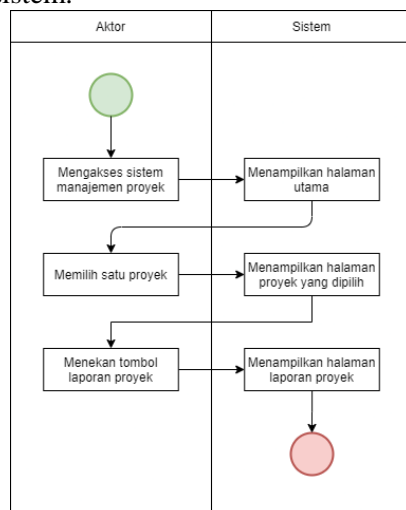 sistem.
Aktor
Sistem
Mengakses sistem
manajemen proyek
Menampilkan halaman
utama
Memilih satu proyek
Menampilkan halaman
proyek yang dipilih
Menekan tombol
laporan proyek
Menampilkan halaman
laporan proyek